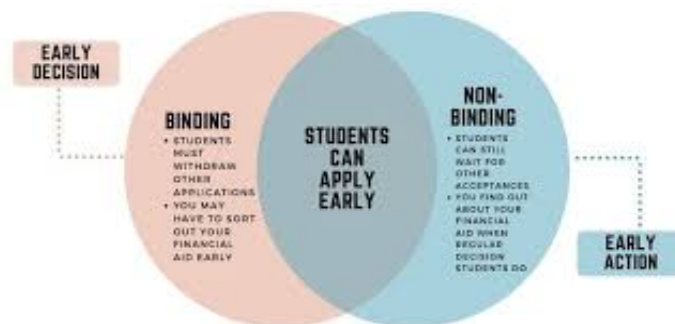 EARLY
DECISION
BINDING
• STUDENTS
MUST
WITHDRAW
OTHER
APPLICATIONS
• YOU MAY
HAVE TO SORT
OUT YOUR
FINANCIAL
AID EARLY
STUDENTS
CAN
APPLY
EARLY
NON-
BINDING
• STUDENTS
CAN STILL
WAIT FOR
OTHER
ACCEPTANCES
• YOU FIND OUT
ABOUT YOUR
FINANCIAL
AID WHEN
REGULAR
DECISION
STUDENTS DO
EARLY
ACTION